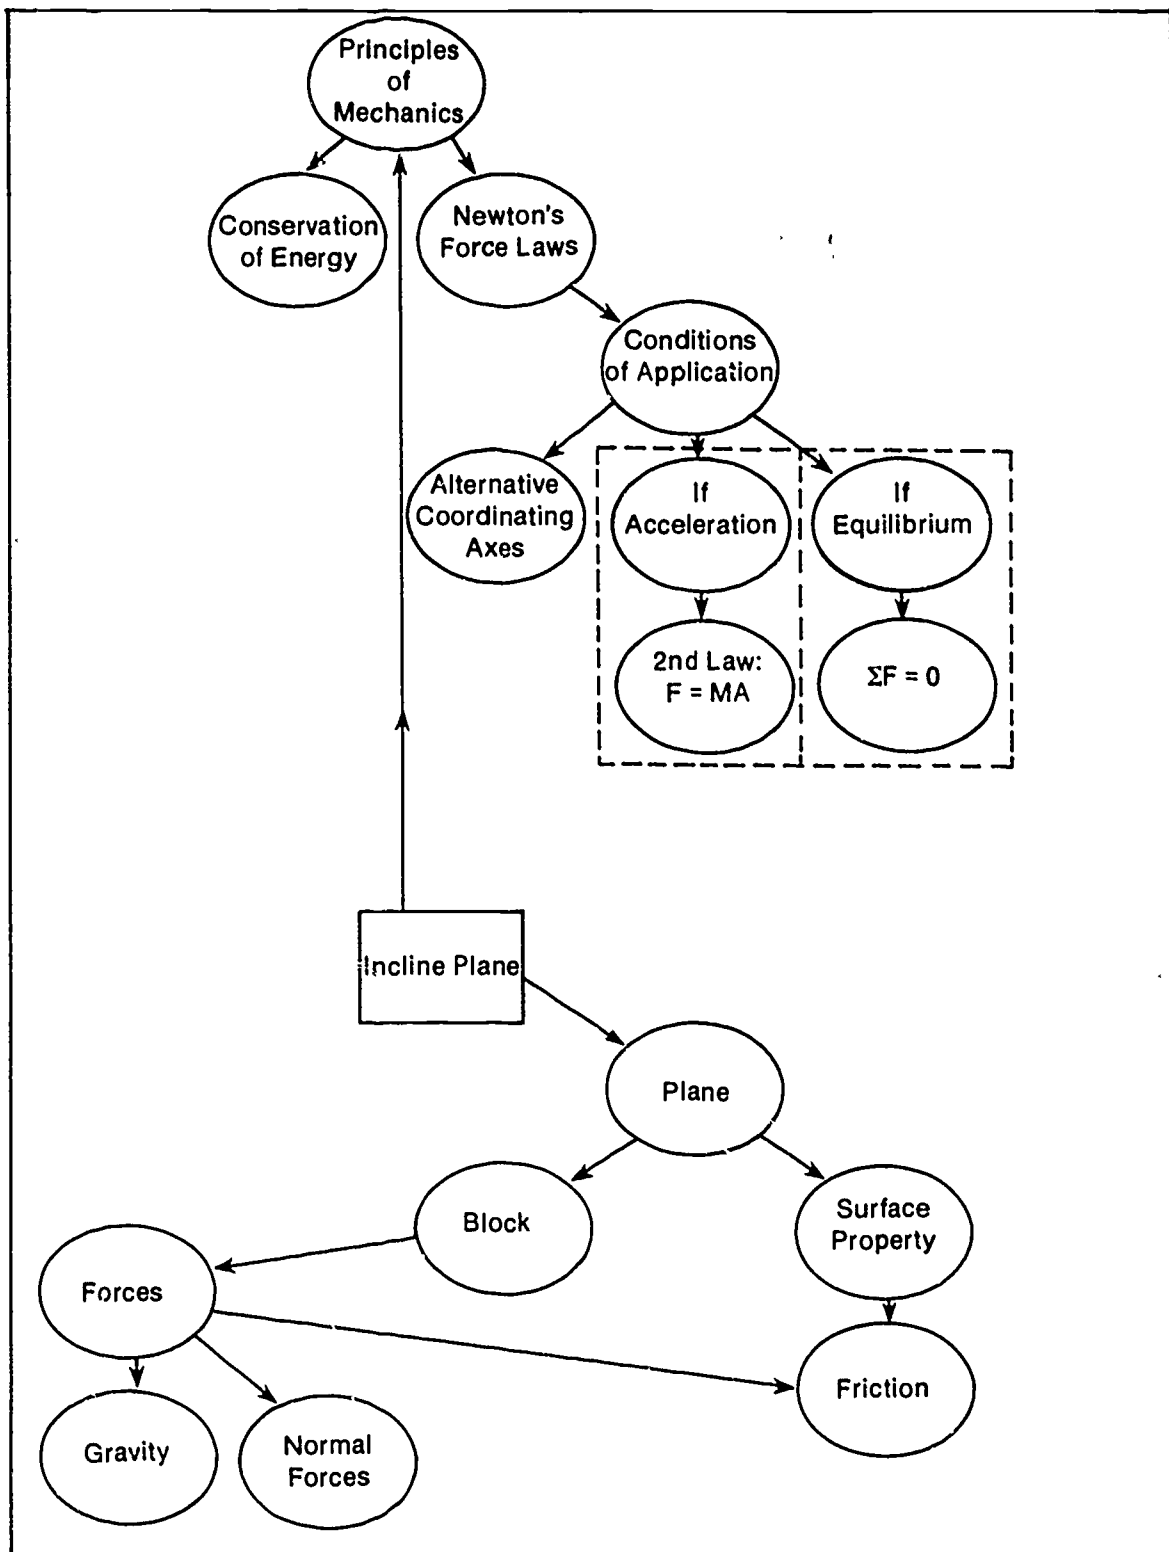 Principles
of
Mechanics
Conservation
of Energy
Newton's
Force Laws
Conditions
of Application
Alternative
Coordinating
Axes
If
Acceleration
If
Equilibrium
2nd Law:
F = MA
ΣF = 0
Incline Plane
Plane
Block
Surface
Property
Forces
Friction
Gravity
Normal
Forces